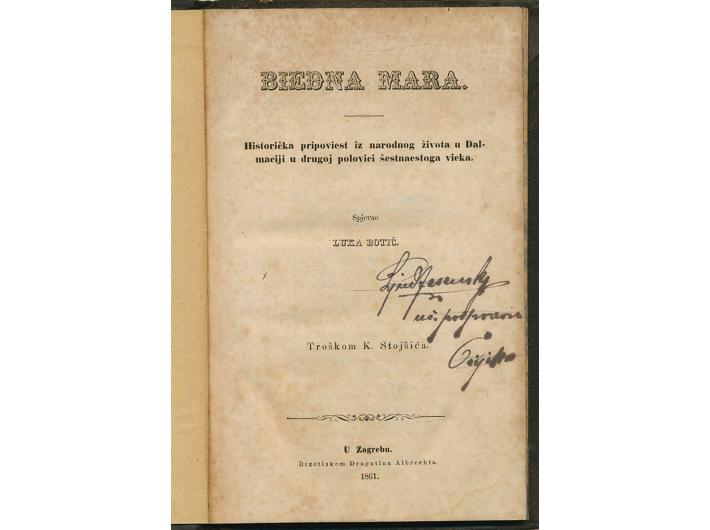 BIEDNA MARA.
Historička pripoviest iz narodnog života u Dal-
maciji u drugoj polovici šestnaestoga vieka.
Spjevao
LUKA BOTIĆ.
Troškom K. Stojšića.
U Zagrebu.
Brzotiskom Dragutina Albrechta.
1861.